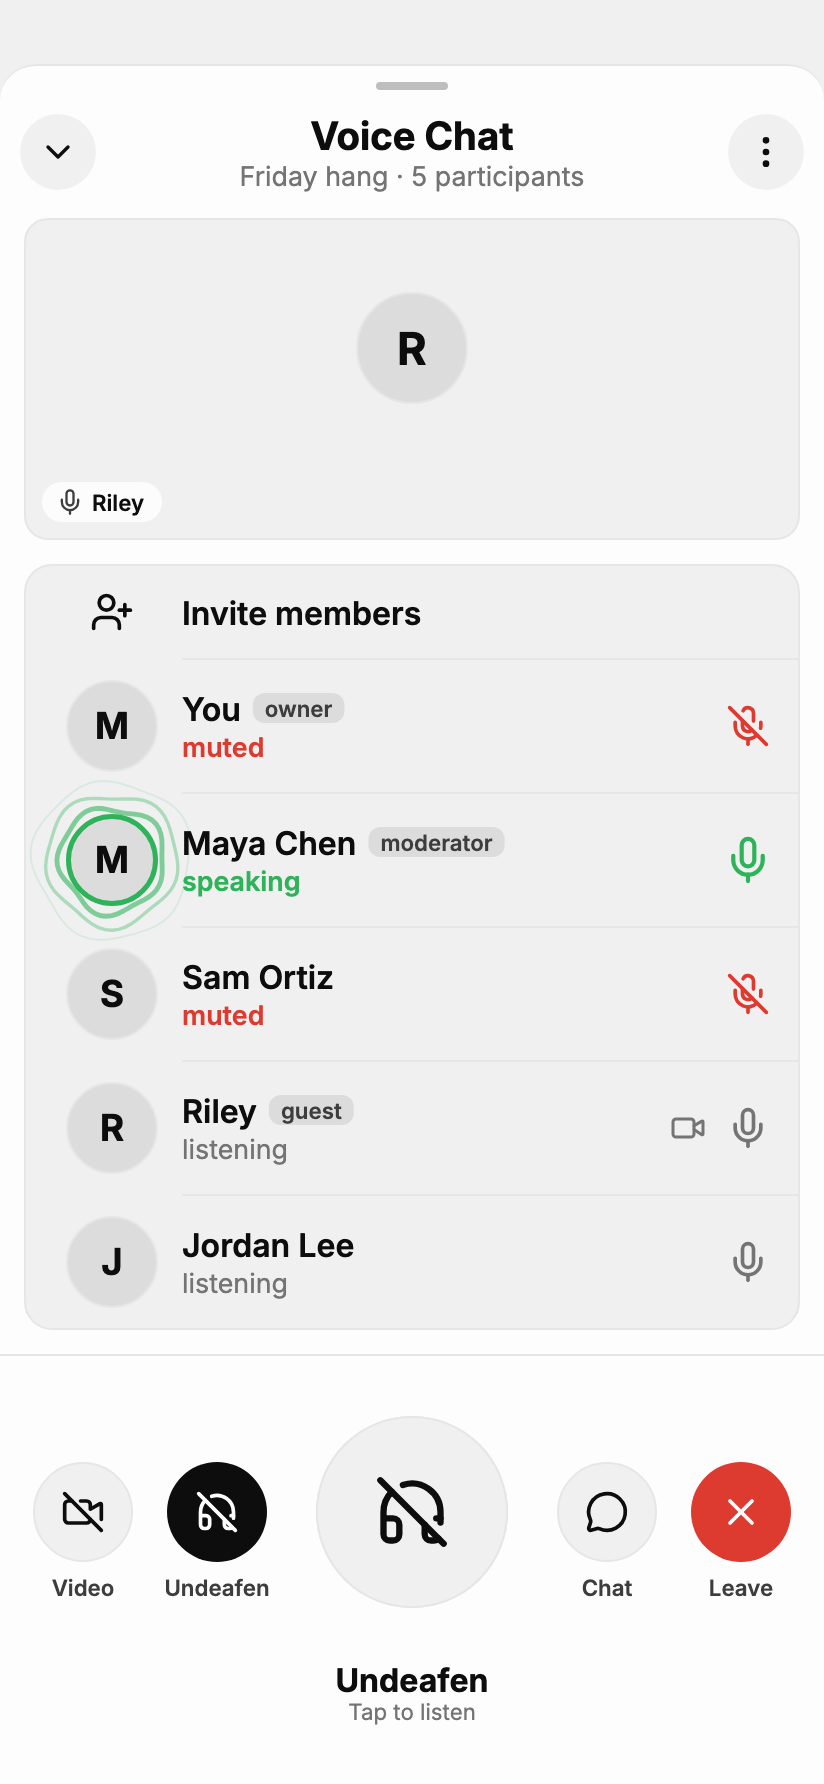 Voice Chat
Friday hang · 5 participants
R
Riley
Invite members
M
You owner
muted
M
Maya Chen moderator
speaking
S
Sam Ortiz
muted
R
Riley guest
listening
J
Jordan Lee
listening
Video
Undeafen
Chat
Leave
Undeafen
Tap to listen